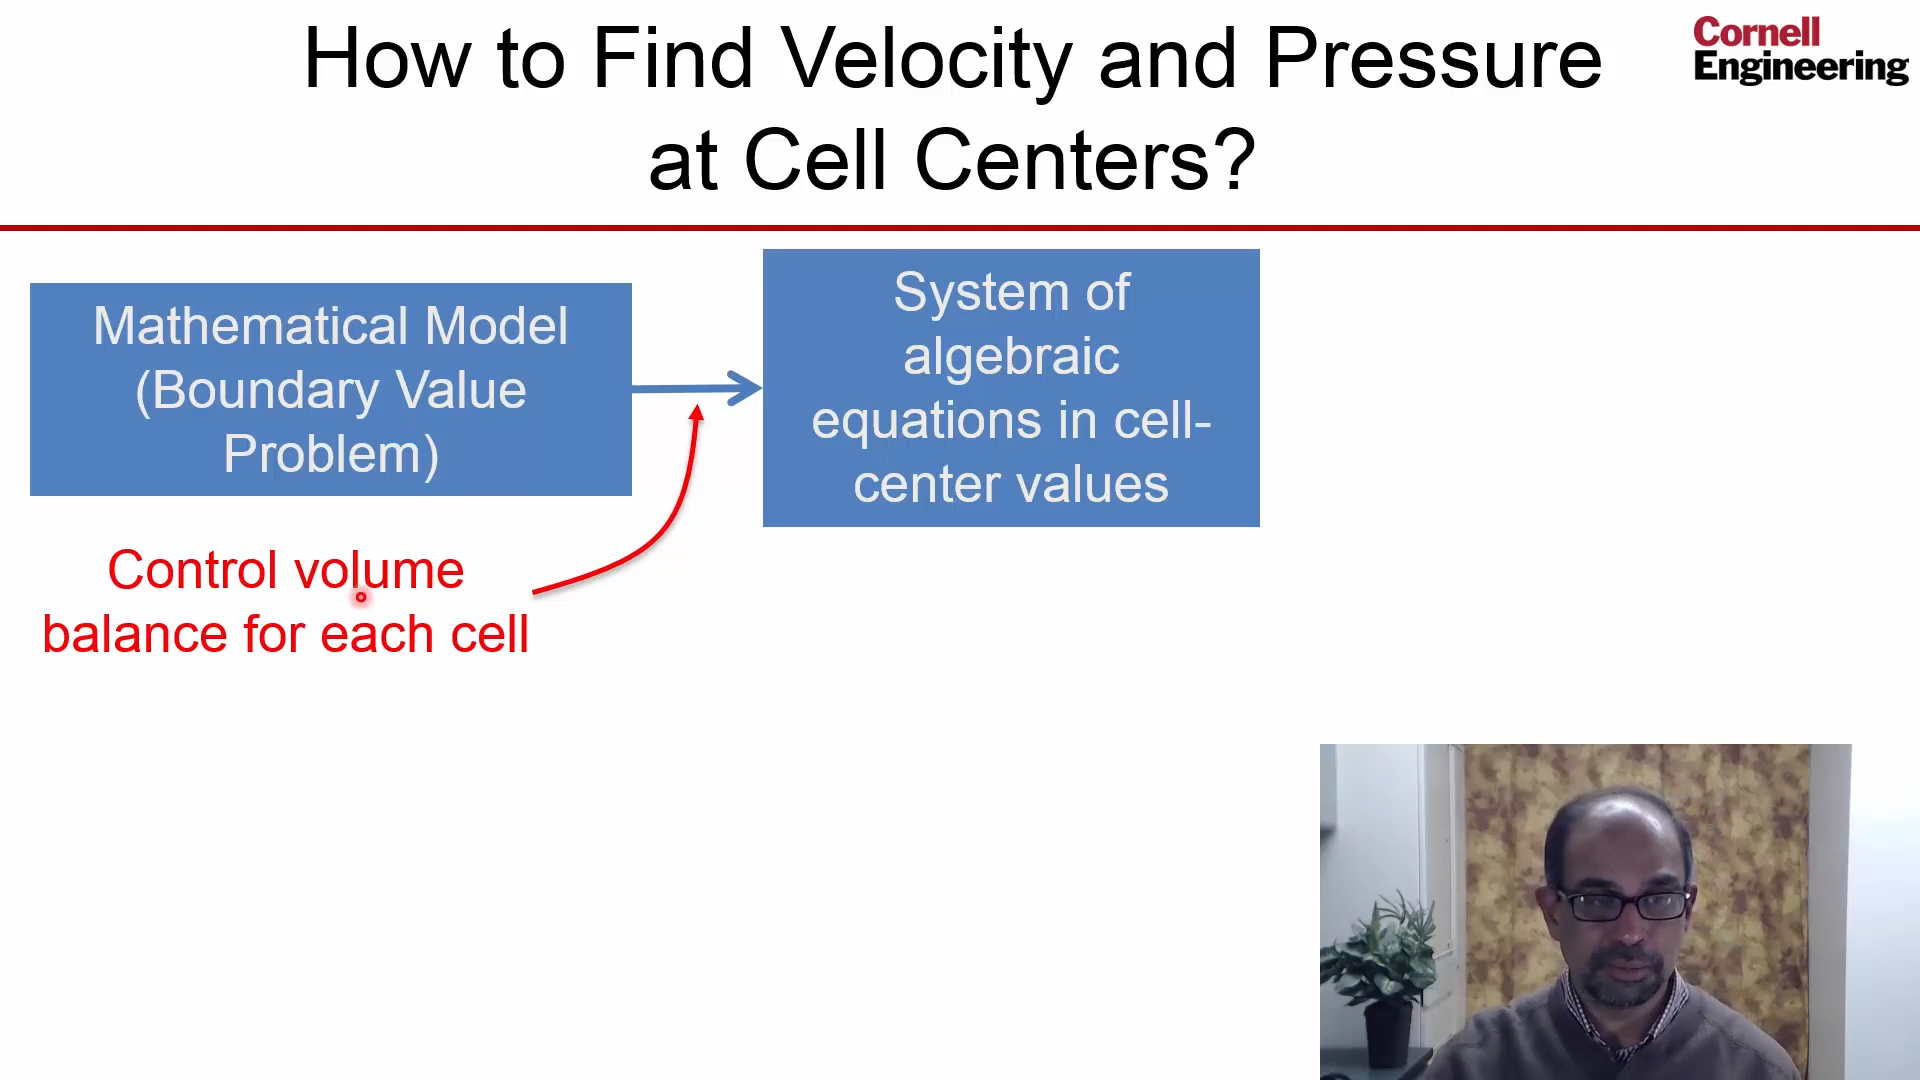 How to Find Velocity and Pressure
at Cell Centers?
Cornell
Engineering
Mathematical Model
(Boundary Value
Problem)
System of
algebraic
equations in cell-
center values
Control volume
balance for each cell